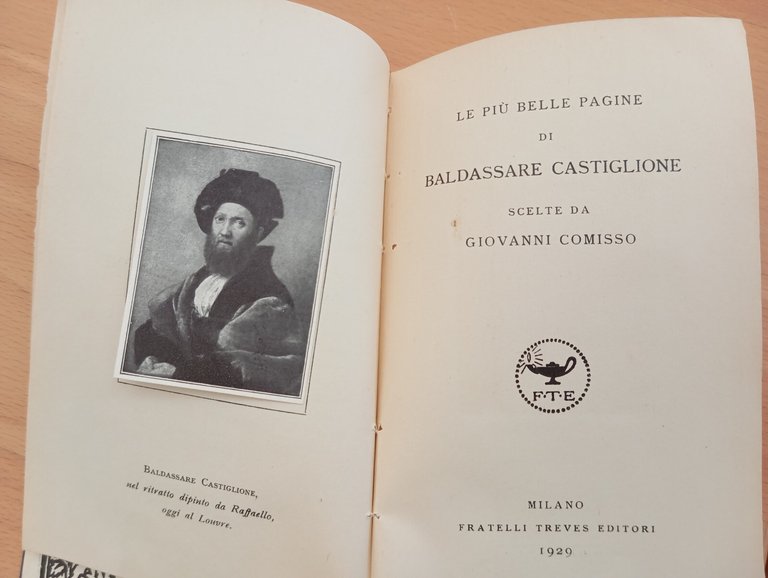 BALDASSARE CASTIGLIONE,
nel ritratto dipinto da Raffaello,
oggi al Louvre.
LE PIÙ BELLE PAGINE
DI
BALDASSARE CASTIGLIONE
SCELTE DA
GIOVANNI COMISSO
F·T·E
MILANO
FRATELLI TREVES EDITORI
1929